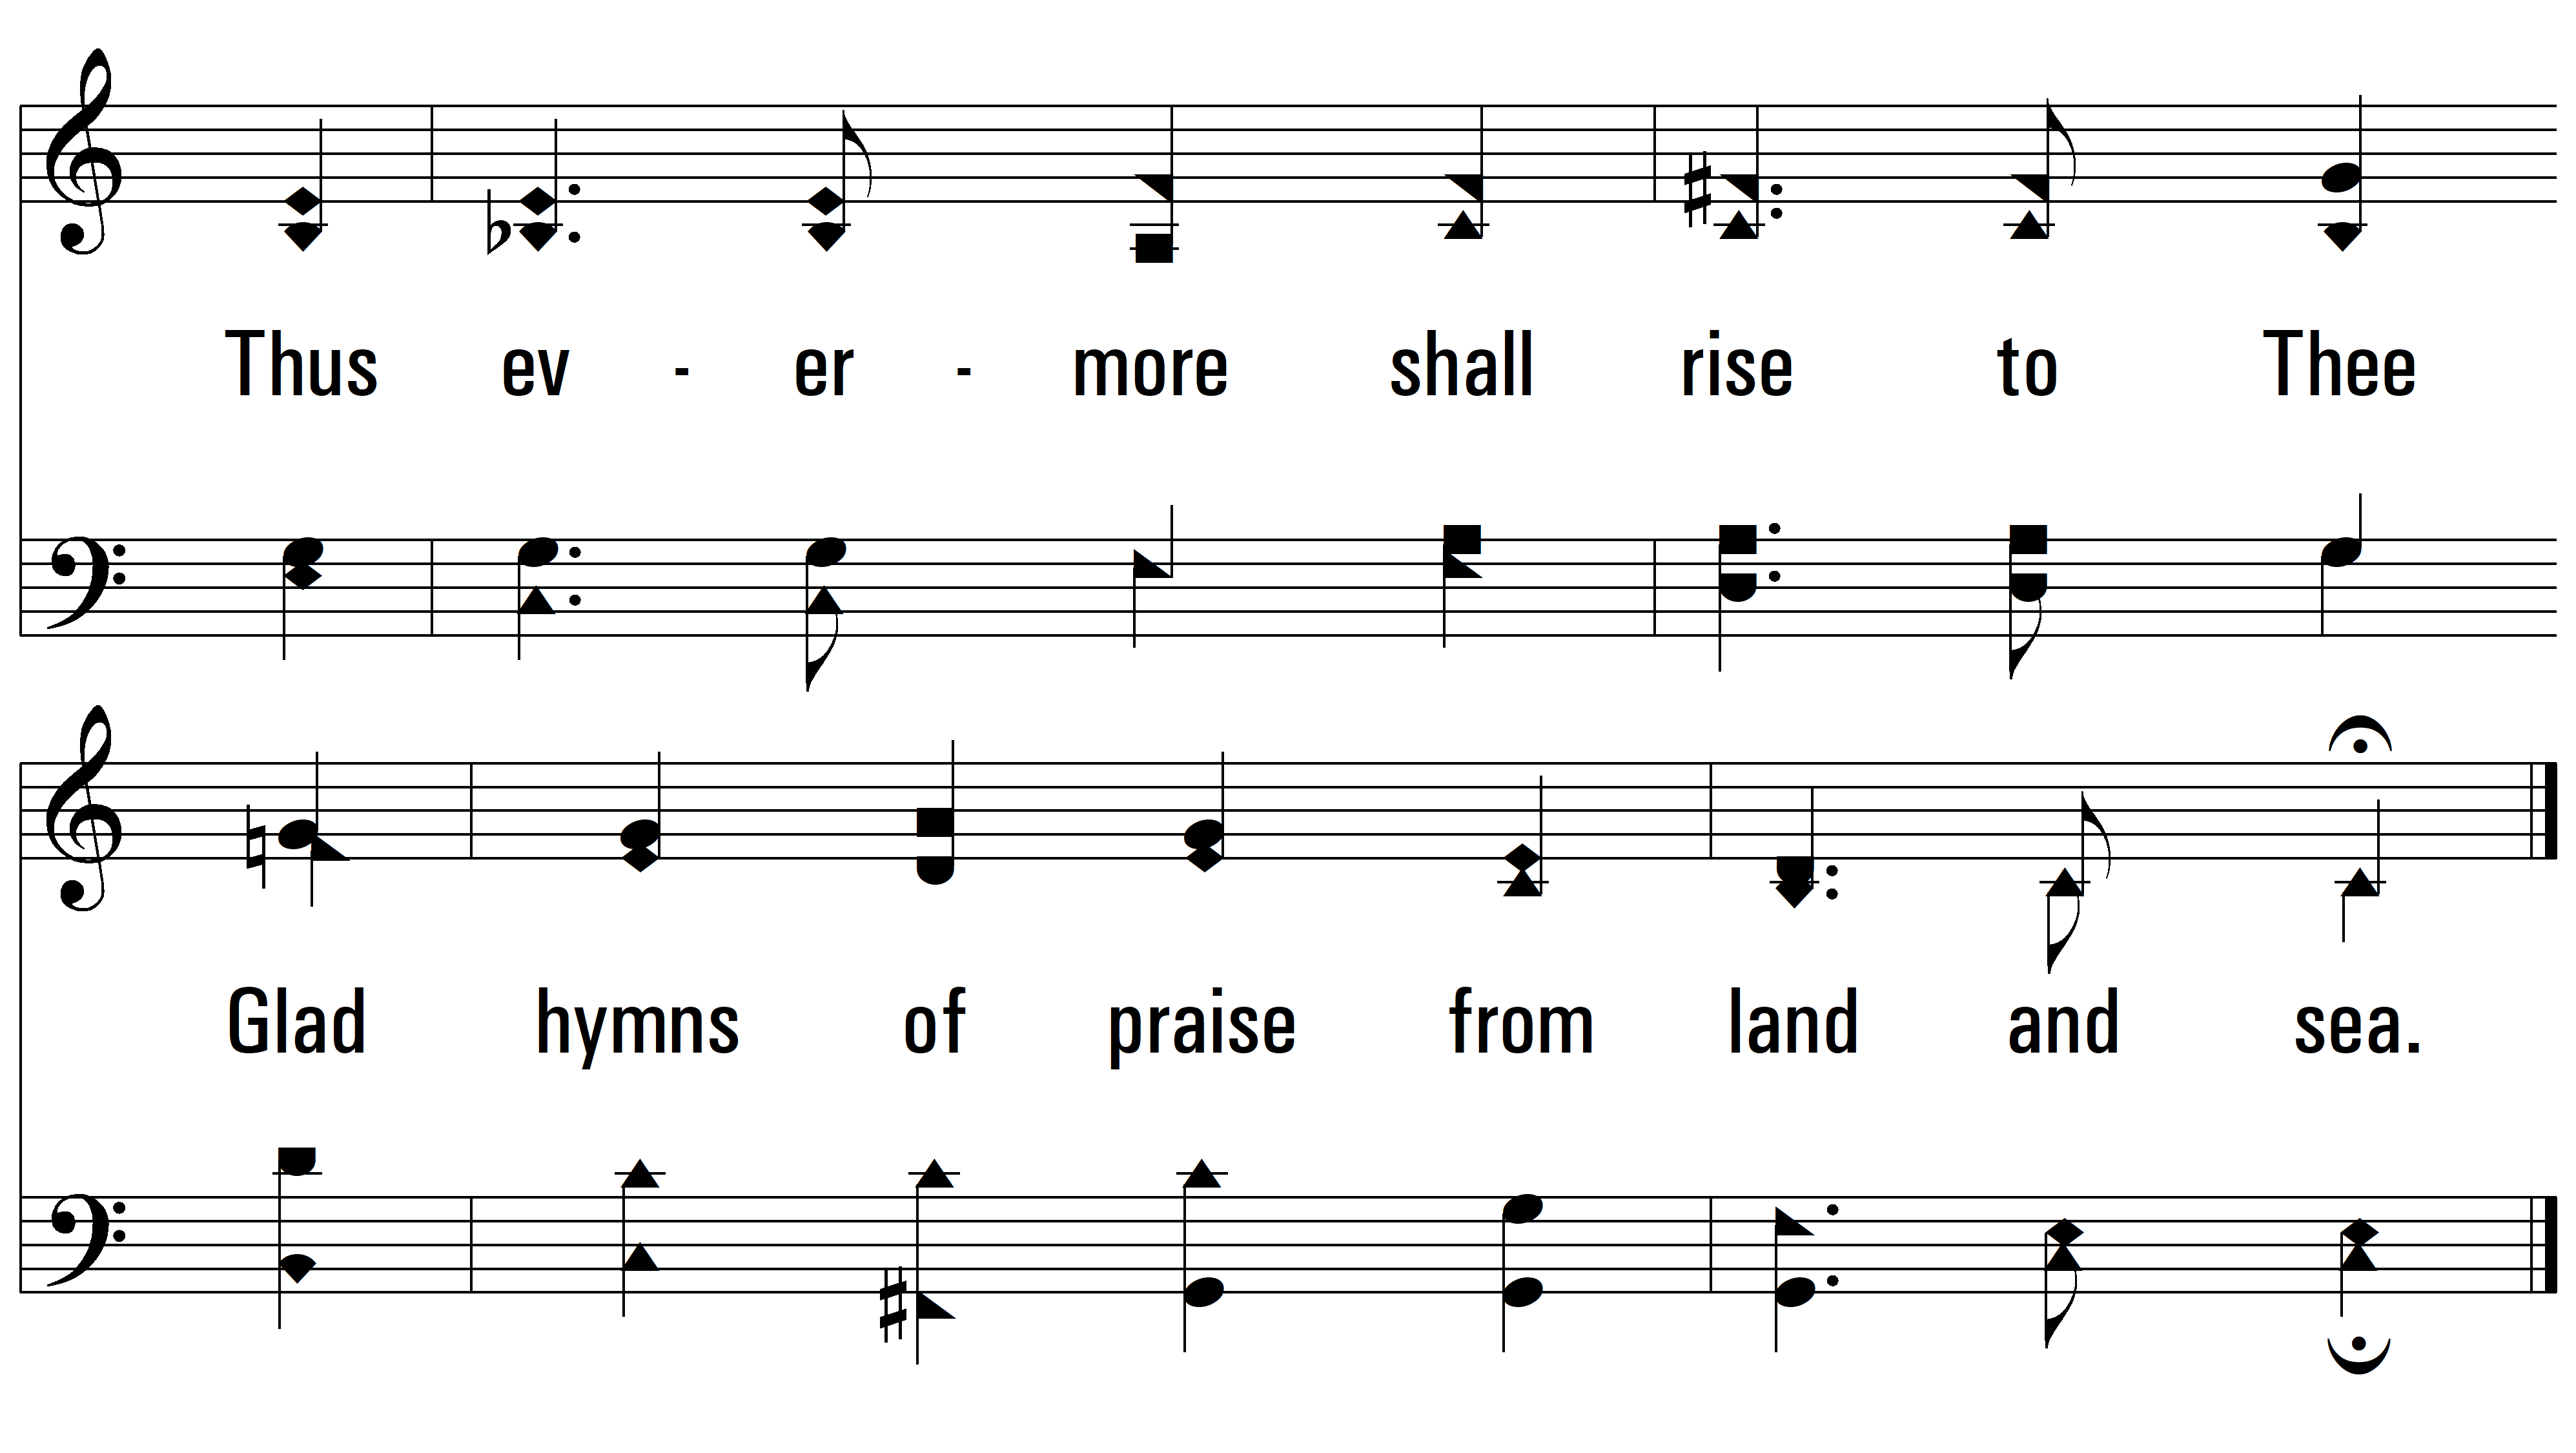 Thus ev - er - more shall rise to Thee
Glad hymns of praise from land and sea.